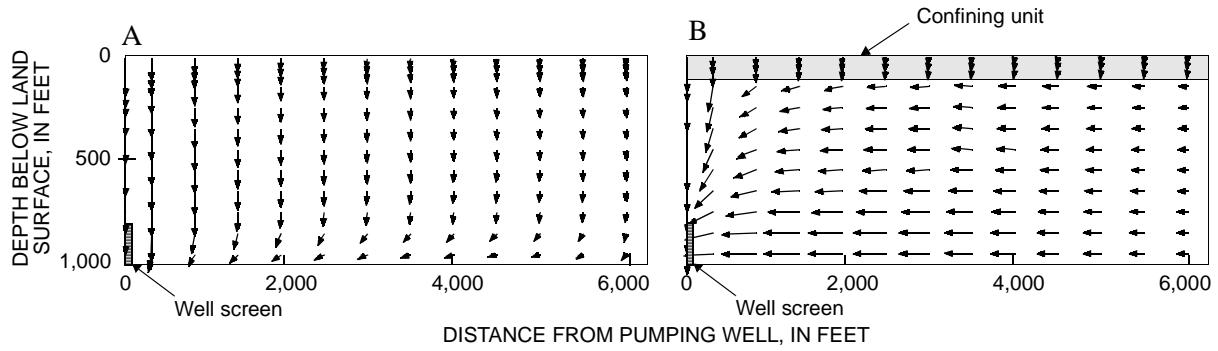 A
B
Confining unit
DEPTH BELOW LAND
SURFACE, IN FEET
0
500
1,000
0
2,000
4,000
6,000
0
2,000
4,000
6,000
Well screen
Well screen
DISTANCE FROM PUMPING WELL, IN FEET